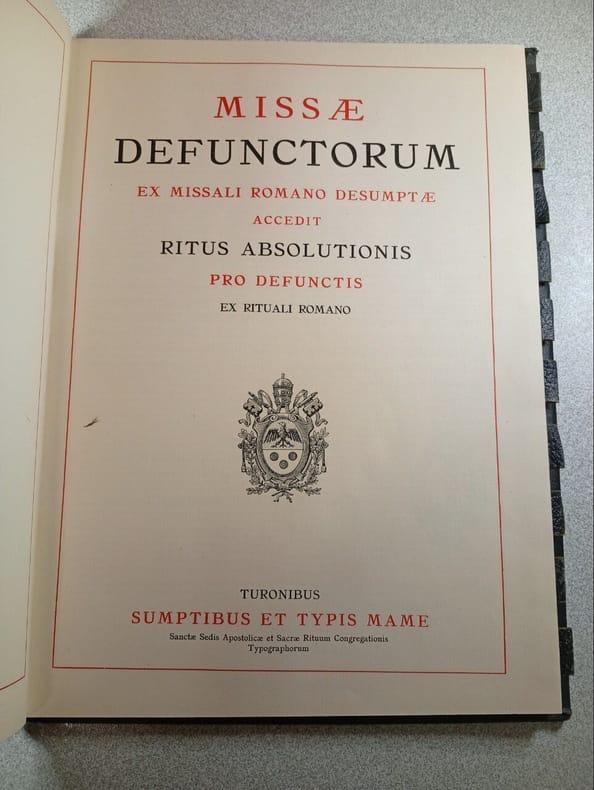 MISSÆ
DEFUNCTORUM
EX MISSALI ROMANO DESUMPTÆ
ACCEDIT
RITUS ABSOLUTIONIS
PRO DEFUNCTIS
EX RITUALI ROMANO
TURONIBUS
SUMPTIBUS ET TYPIS MAME
Sanctæ Sedis Apostolicæ et Sacræ Rituum Congregationis
Typographorum